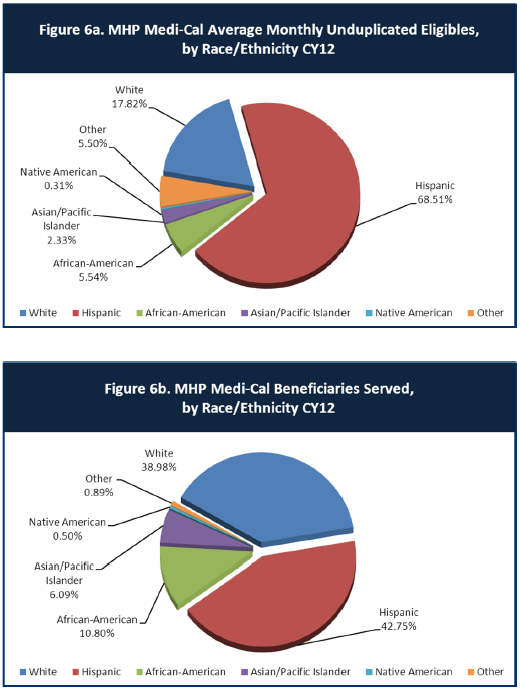 Figure 6a. MHP Medi-Cal Average Monthly Unduplicated Eligibles,
by Race/Ethnicity CY12
White
17.82%
Other
5.50%
Native American
0.31%
Asian/Pacific
Islander
2.33%
African-American
5.54%
Hispanic
68.51%
White Hispanic African-American Asian/Pacific Islander Native American Other
Figure 6b. MHP Medi-Cal Beneficiaries Served,
by Race/Ethnicity CY12
White
38.98%
Other
0.89%
Native American
0.50%
Asian/Pacific
Islander
6.09%
African-American
10.80%
Hispanic
42.75%
White Hispanic African-American Asian/Pacific Islander Native American Other